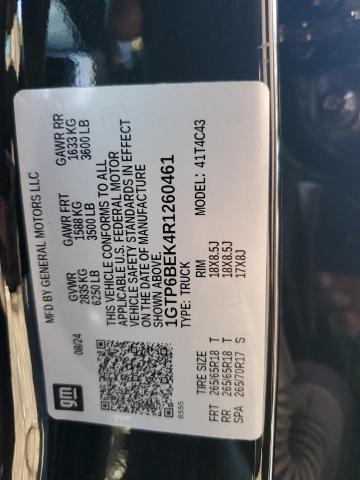 MFD BY GENERAL MOTORS LLC
08/24
GVWR
2835 KG
6250 LB
GAWR FRT
1588 KG
3500 LB
GAWR RR
1633 KG
3600 LB
THIS VEHICLE CONFORMS TO ALL
APPLICABLE U.S. FEDERAL MOTOR
VEHICLE SAFETY STANDARDS IN EFFECT
ON THE DATE OF MANUFACTURE
SHOWN ABOVE.
1GTP6BEK4R1260461
TYPE: TRUCK
MODEL: 41T4C43
gm
8555
TIRE SIZE RIM
FRT 265/65R18 T 18X8.5J
RR 265/65R18 T 18X8.5J
SPA 265/70R17 S 17X8J